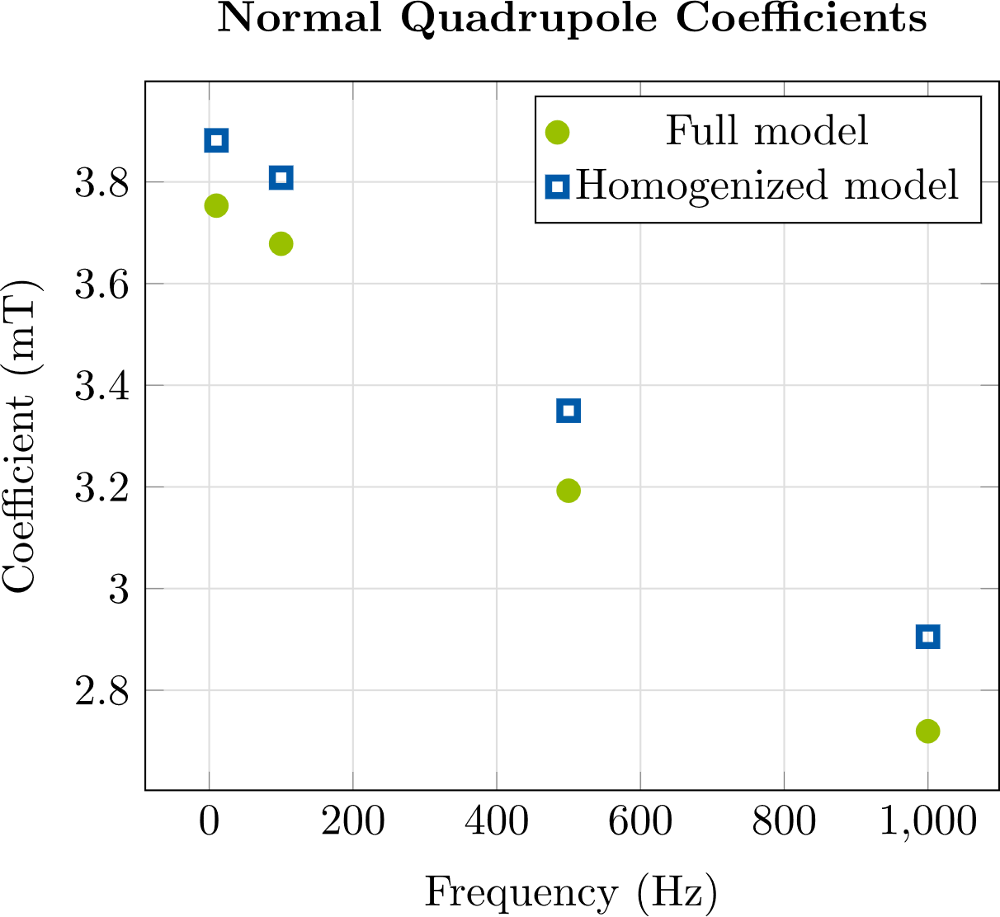 Normal Quadrupole Coefficients
Full model
Homogenized model
3.8
3.6
3.4
3.2
3
2.8
Coefficient (mT)
0 200 400 600 800 1,000
Frequency (Hz)